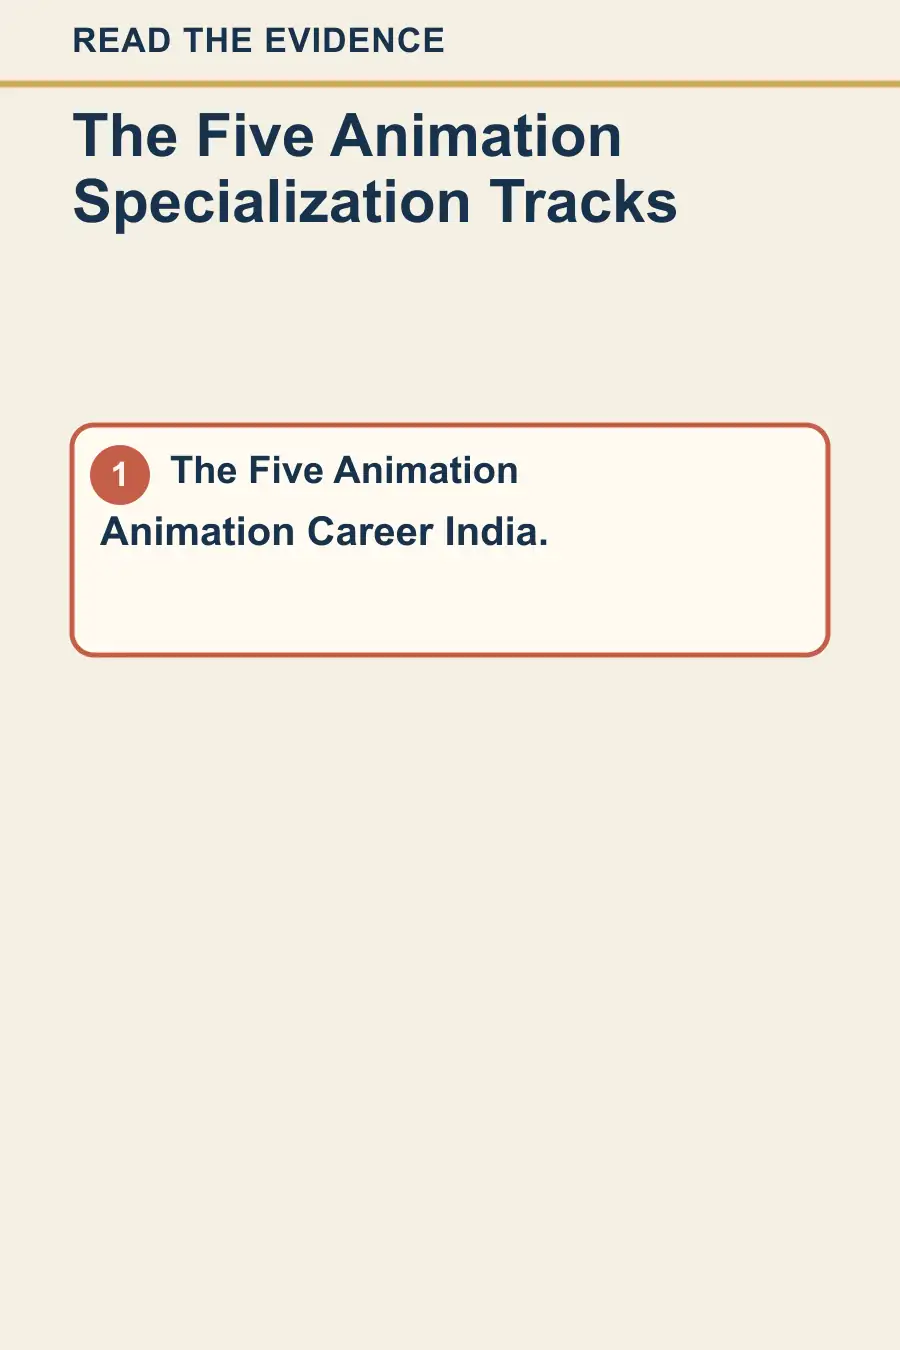 READ THE EVIDENCE
The Five Animation
Specialization Tracks
1 The Five Animation
Animation Career India.